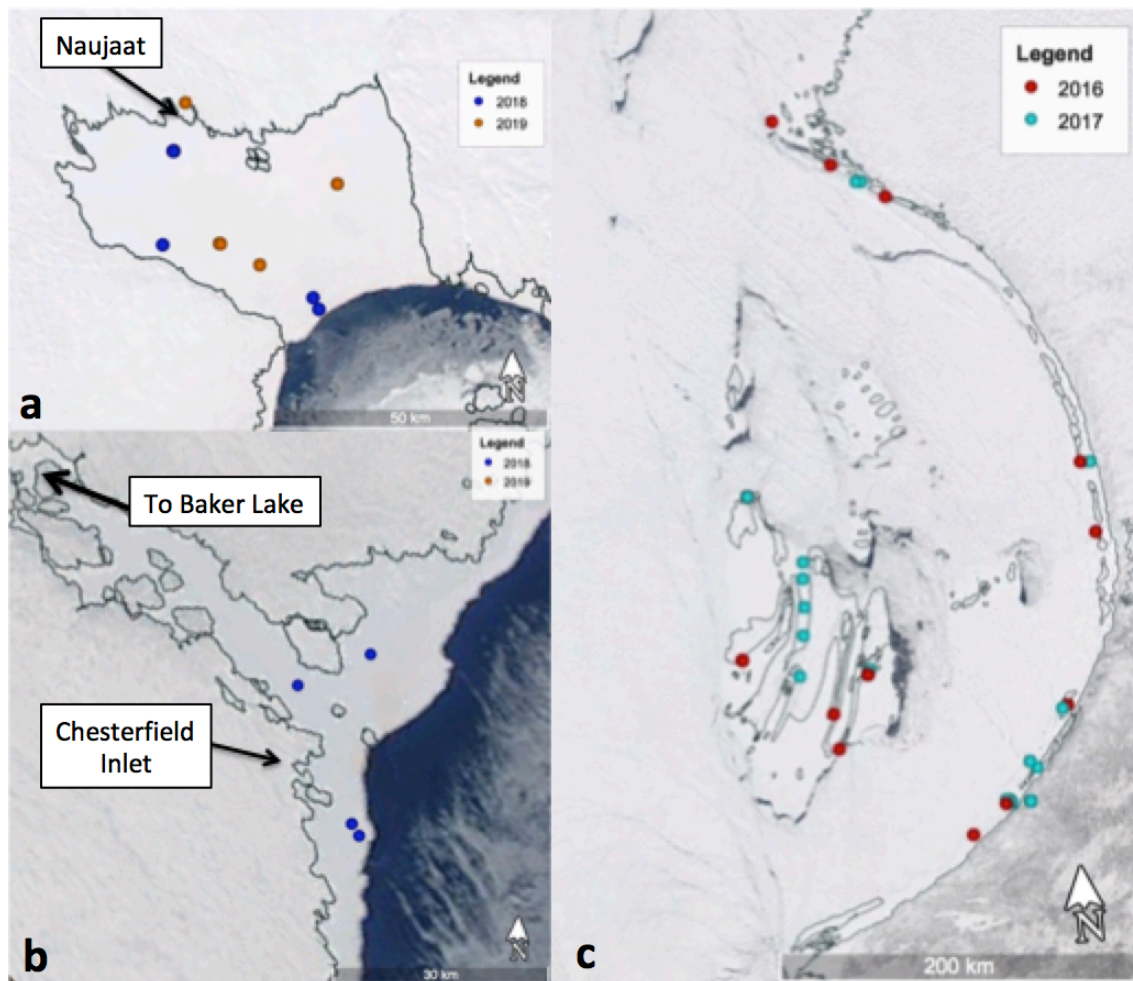 Naujaat
Legend
2018
2019
N
50 km
a
Legend
2018
2019
To Baker Lake
Chesterfield
Inlet
N
30 km
b
Legend
2016
2017
N
200 km
c